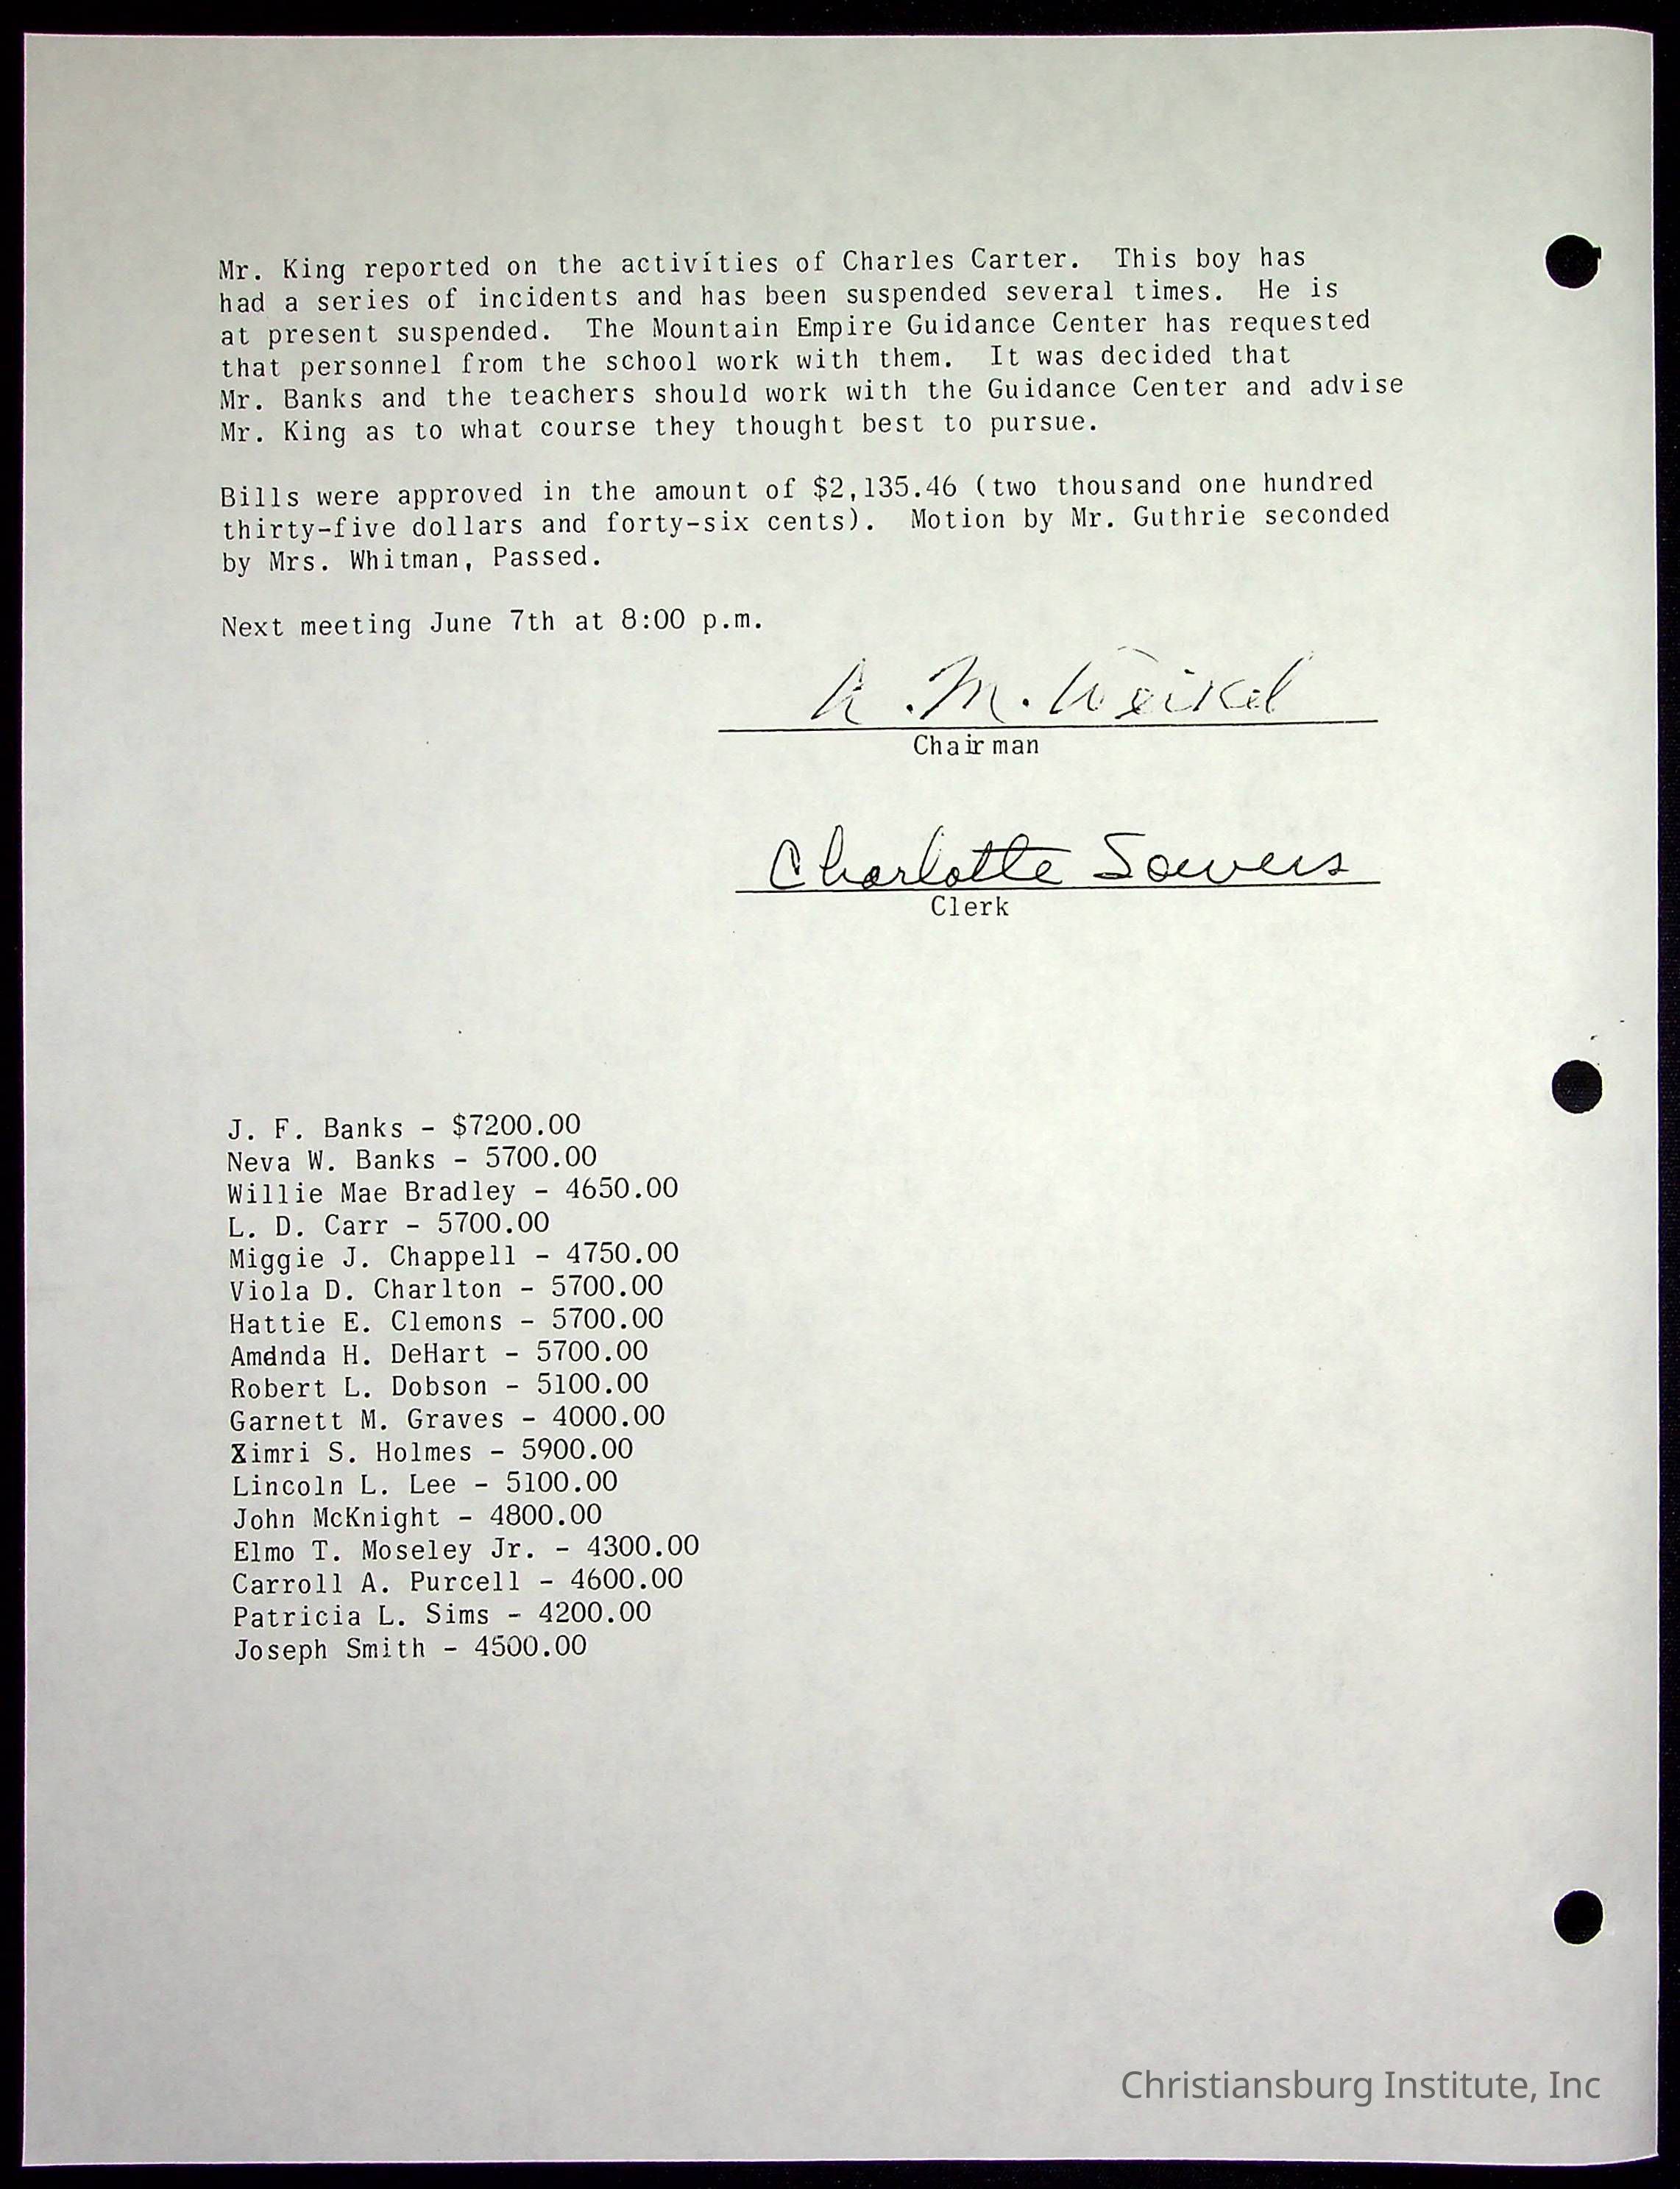 Mr. King reported on the activities of Charles Carter. This boy has
had a series of incidents and has been suspended several times. He is
at present suspended. The Mountain Empire Guidance Center has requested
that personnel from the school work with them. It was decided that
Mr. Banks and the teachers should work with the Guidance Center and advise
Mr. King as to what course they thought best to pursue.
Bills were approved in the amount of $2,135.46 (two thousand one hundred
thirty-five dollars and forty-six cents). Motion by Mr. Guthrie seconded
by Mrs. Whitman, Passed.
Next meeting June 7th at 8:00 p.m.
A. M. Weikel
Chairman
Charlotte Sowers
Clerk
J. F. Banks - $7200.00
Neva W. Banks - 5700.00
Willie Mae Bradley - 4650.00
L. D. Carr - 5700.00
Miggie J. Chappell - 4750.00
Viola D. Charlton - 5700.00
Hattie E. Clemons - 5700.00
Amanda H. DeHart - 5700.00
Robert L. Dobson - 5100.00
Garnett M. Graves - 4000.00
Zimri S. Holmes - 5900.00
Lincoln L. Lee - 5100.00
John McKnight - 4800.00
Elmo T. Moseley Jr. - 4300.00
Carroll A. Purcell - 4600.00
Patricia L. Sims - 4200.00
Joseph Smith - 4500.00
Christiansburg Institute, Inc